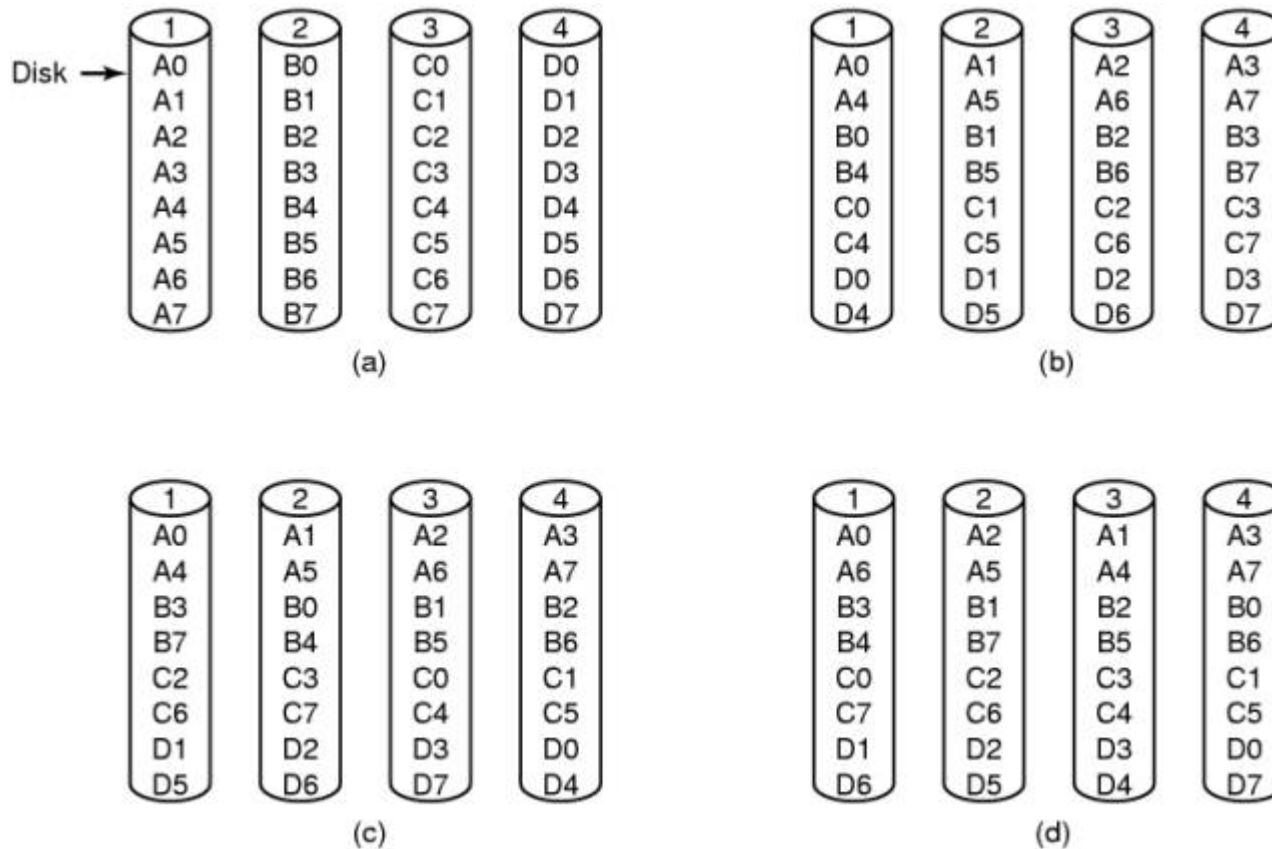 1 2 3 4
Disk A0 B0 C0 D0
A1 B1 C1 D1
A2 B2 C2 D2
A3 B3 C3 D3
A4 B4 C4 D4
A5 B5 C5 D5
A6 B6 C6 D6
A7 B7 C7 D7
(a)
1 2 3 4
A0 A1 A2 A3
A4 A5 A6 A7
B0 B1 B2 B3
B4 B5 B6 B7
C0 C1 C2 C3
C4 C5 C6 C7
D0 D1 D2 D3
D4 D5 D6 D7
(b)
1 2 3 4
A0 A1 A2 A3
A4 A5 A6 A7
B3 B0 B1 B2
B7 B4 B5 B6
C2 C3 C0 C1
C6 C7 C4 C5
D1 D2 D3 D0
D5 D6 D7 D4
(c)
1 2 3 4
A0 A2 A1 A3
A6 A5 A4 A7
B3 B1 B2 B0
B4 B7 B5 B6
C0 C2 C3 C1
C7 C6 C4 C5
D1 D2 D3 D0
D6 D5 D4 D7
(d)